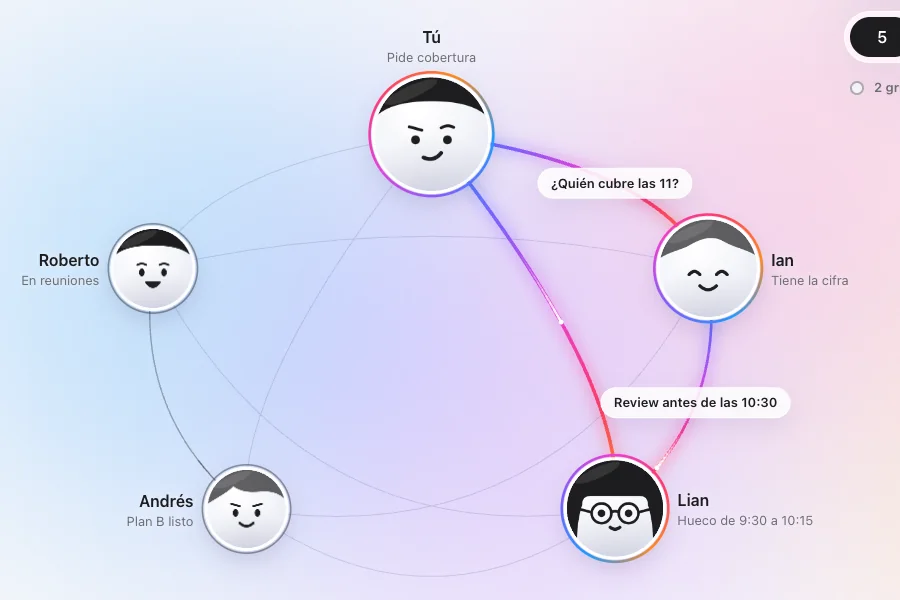 Tú
Pide cobertura
5
2
¿Quién cubre las 11?
Roberto
En reuniones
Ian
Tiene la cifra
Review antes de las 10:30
Andrés
Plan B listo
Lian
Hueco de 9:30 a 10:15